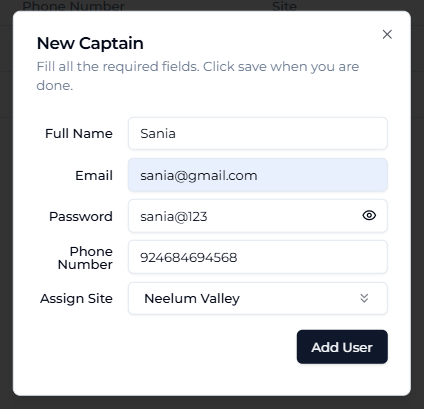 Phone Number Site
New Captain
Fill all the required fields. Click save when you are
done.
Full Name Sania
Email sania@gmail.com
Password sania@123
Phone
Number 924684694568
Assign Site Neelum Valley
Add User